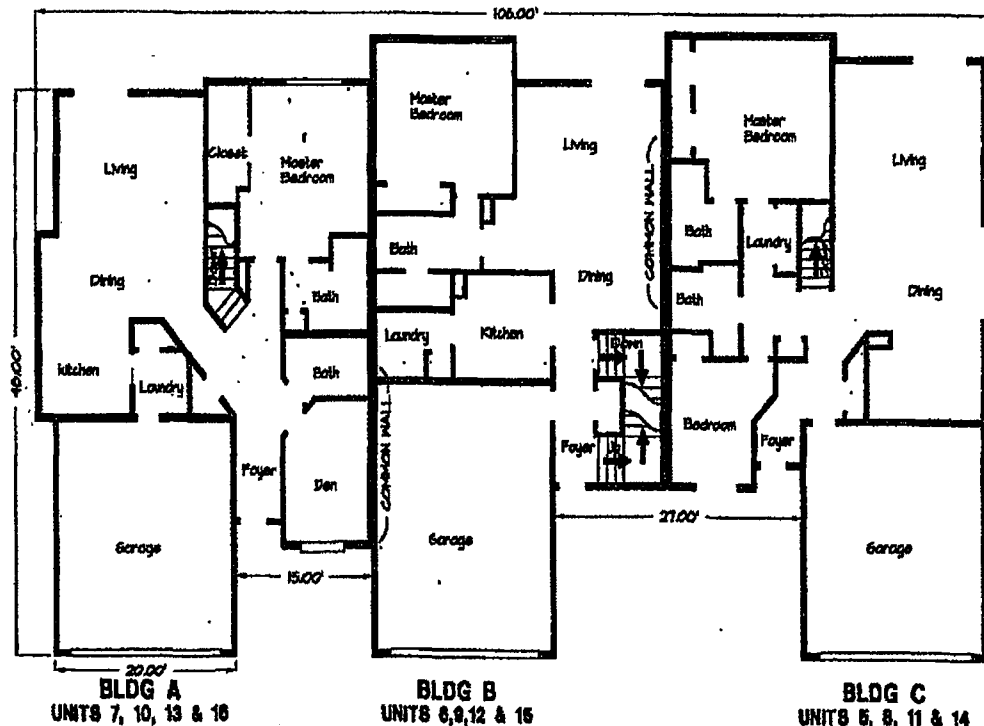 106.00'
Living
Closet
Master
Bedroom
Dining
Bath
Kitchen
Laundry
Bath
Foyer
Den
Garage
40.00'
15.00'
20.00'
BLDG A
UNITS 7, 10, 13 & 16
Master
Bedroom
Living
COMMON WALL
Bath
Dining
Laundry
Kitchen
Down
COMMON WALL
Foyer
Up
Garage
BLDG B
UNITS 6,9,12 & 15
Master
Bedroom
Living
Bath
Laundry
Bath
Dining
Bedroom
Foyer
27.00'
Garage
BLDG C
UNITS 5, 8, 11 & 14